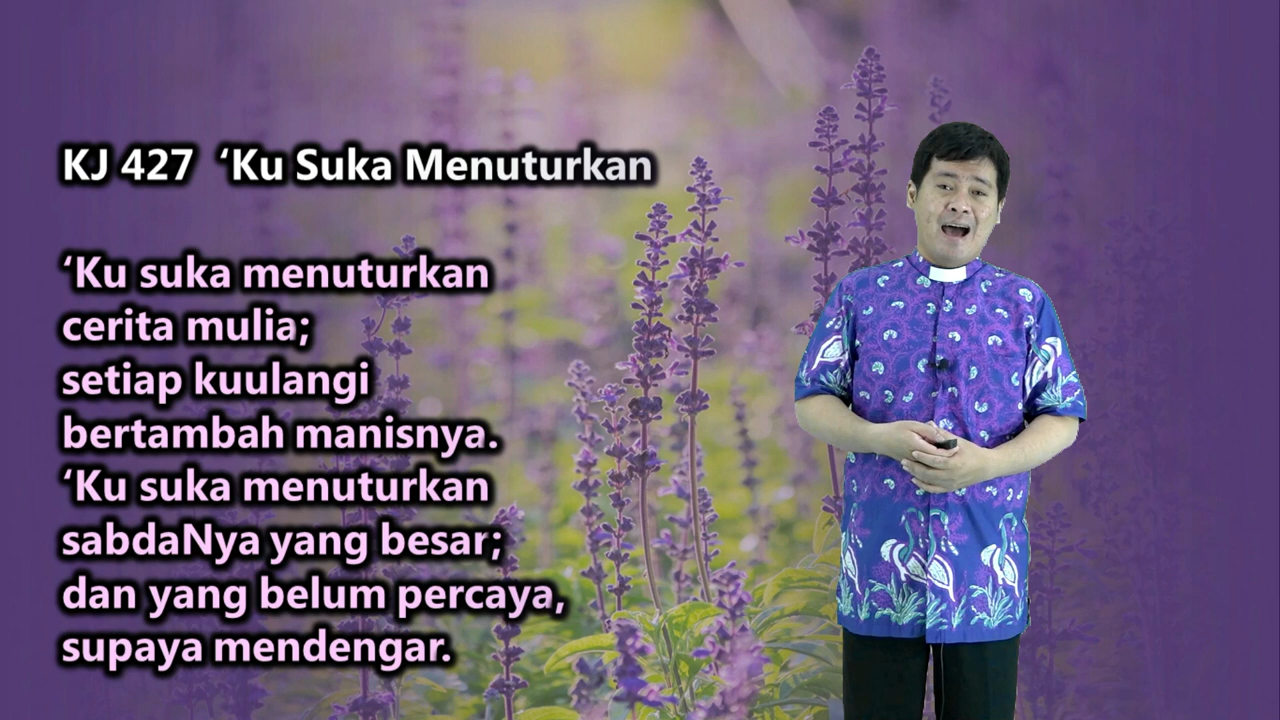 KJ 427 ‘Ku Suka Menuturkan
‘Ku suka menuturkan
cerita mulia;
setiap kuulangi
bertambah manisnya.
‘Ku suka menuturkan
sabdaNya yang besar;
dan yang belum percaya,
supaya mendengar.